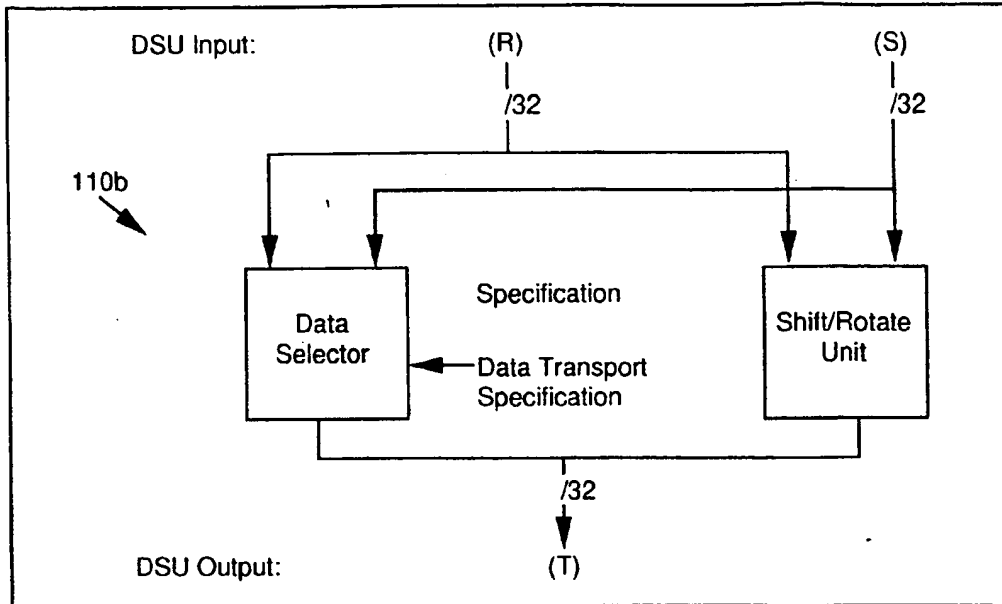 DSU Input: (R) (S)
/32 /32
110b
Specification
Data Selector
Shift/Rotate Unit
Data Transport Specification
/32
DSU Output: (T)